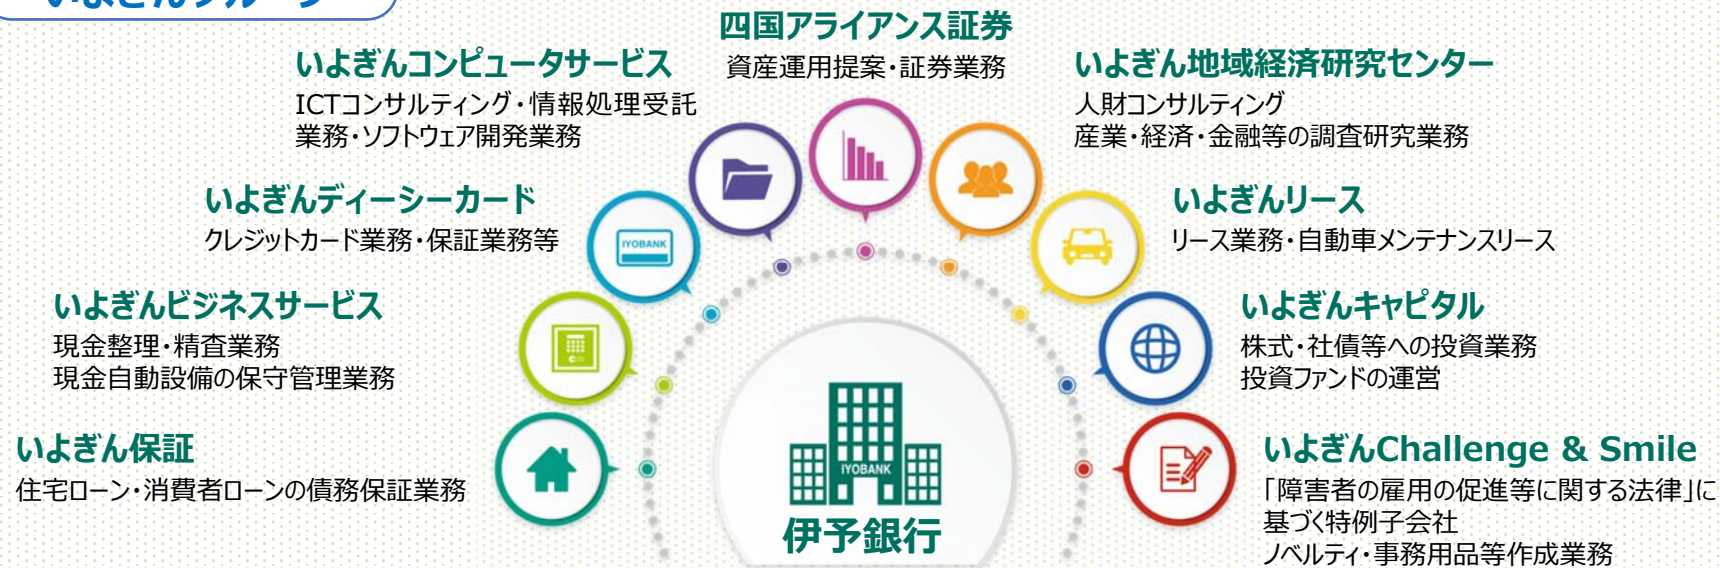 いよぎんグループ
四国アライアンス証券
資産運用提案・証券業務
いよぎんコンピュータサービス
ICTコンサルティング・情報処理受託
業務・ソフトウェア開発業務
いよぎん地域経済研究センター
人財コンサルティング
産業・経済・金融等の調査研究業務
いよぎんディーシーカード
クレジットカード業務・保証業務等
IYOBANK
いよぎんリース
リース業務・自動車メンテナンスリース
いよぎんビジネスサービス
現金整理・精査業務
現金自動設備の保守管理業務
いよぎんキャピタル
株式・社債等への投資業務
投資ファンドの運営
いよぎん保証
住宅ローン・消費者ローンの債務保証業務
IYOBANK
伊予銀行
いよぎんChallenge & Smile
「障害者の雇用の促進等に関する法律」に
基づく特例子会社
ノベルティ・事務用品等作成業務